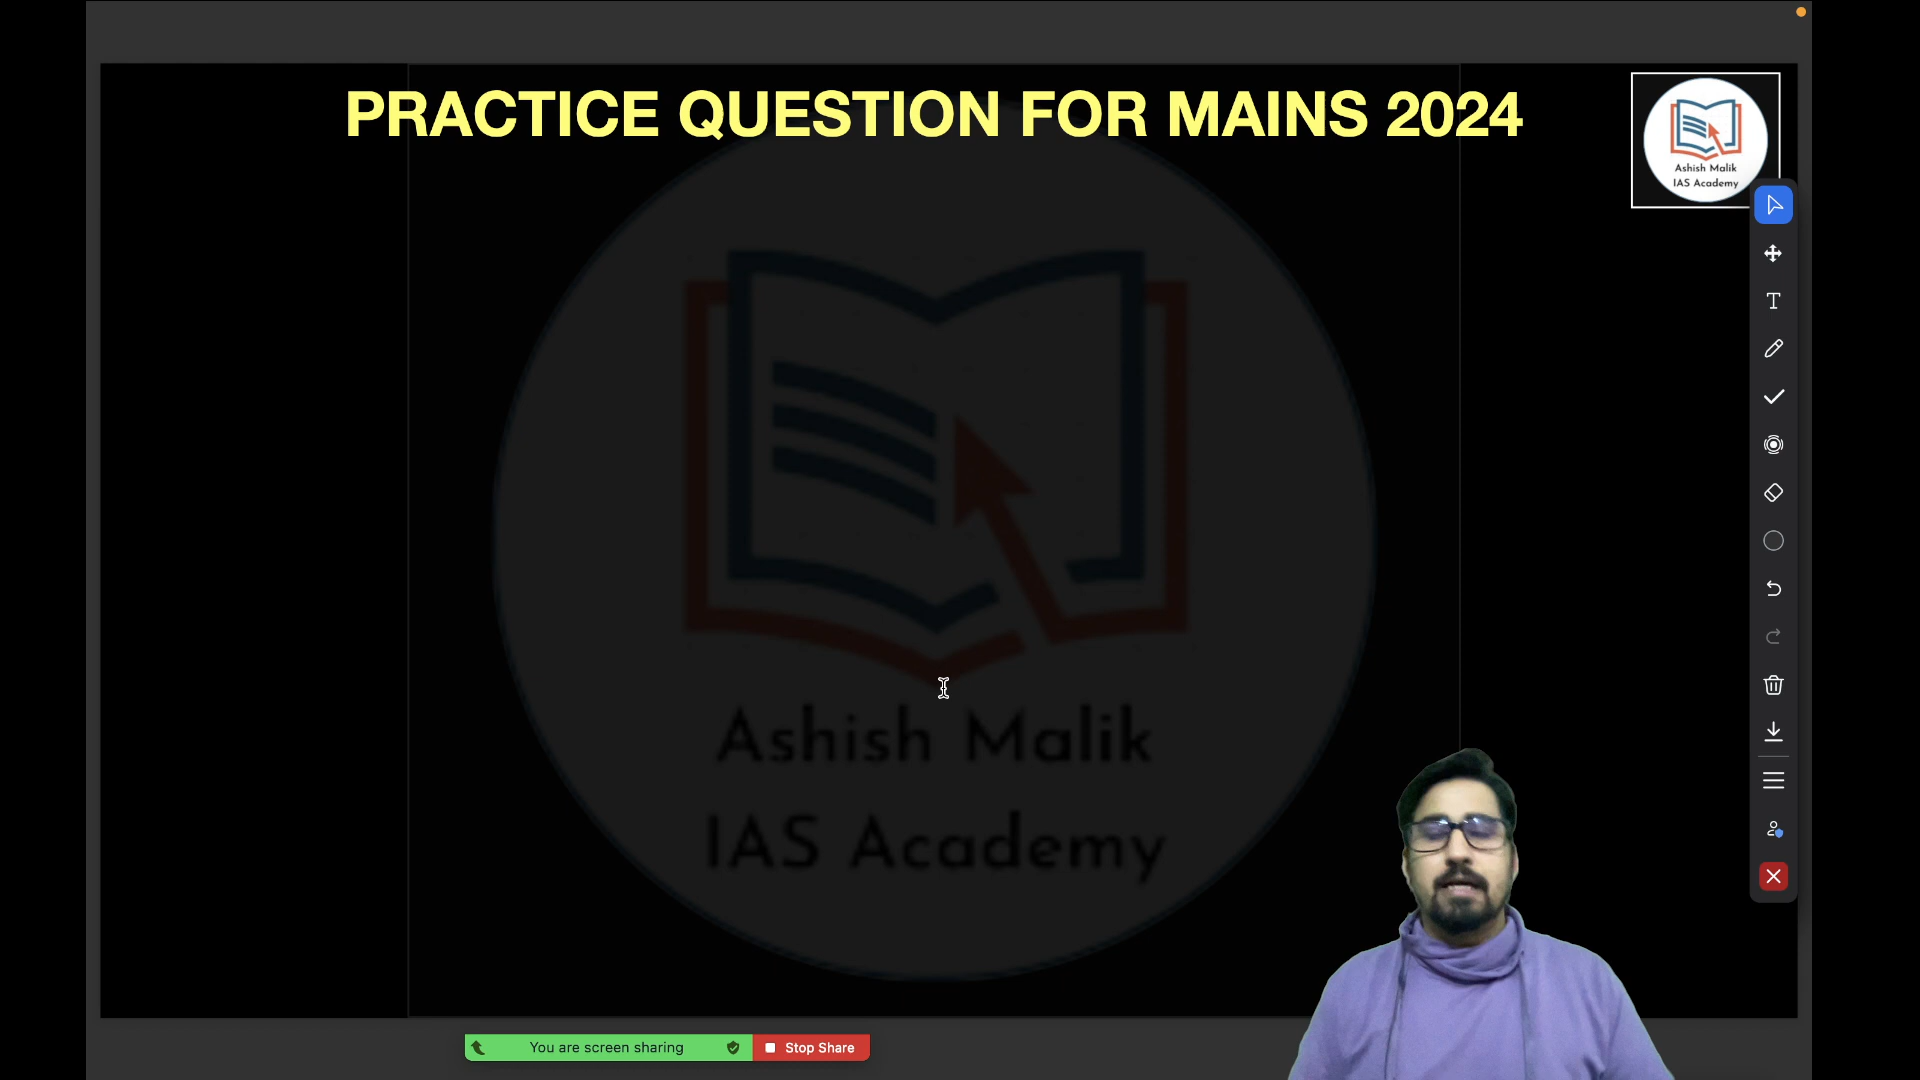 PRACTICE QUESTION FOR MAINS 2024
Ashish Malik
IAS Academy
Ashish Malik
IAS Academy
You are screen sharing
Stop Share